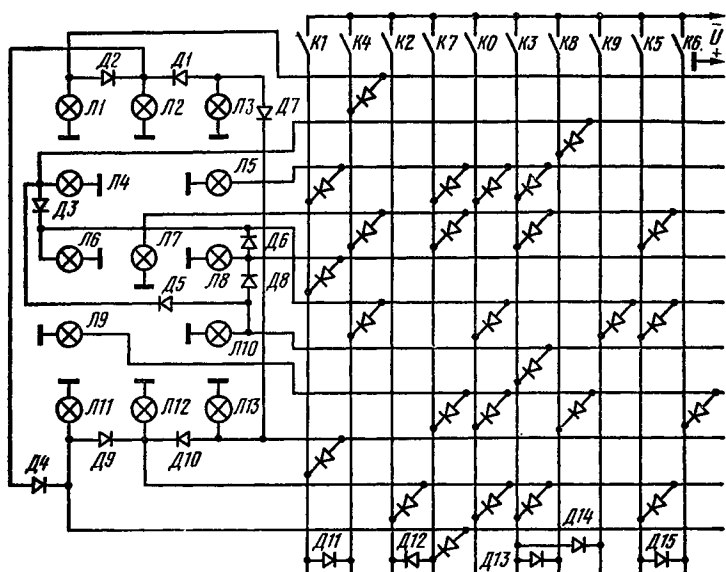 К1 К4 К2 К7 К0 К3 К8 К9 К5 К6
− U +
Д2 Д1
Л1 Л2 Л3 Д7
Л4 Л5
Д3
Л6 Л7 Л8 Д6
Д5 Д8
Л9 Л10
Л11 Л12 Л13
Д9 Д10
Д4
Д11 Д12 Д13 Д14 Д15